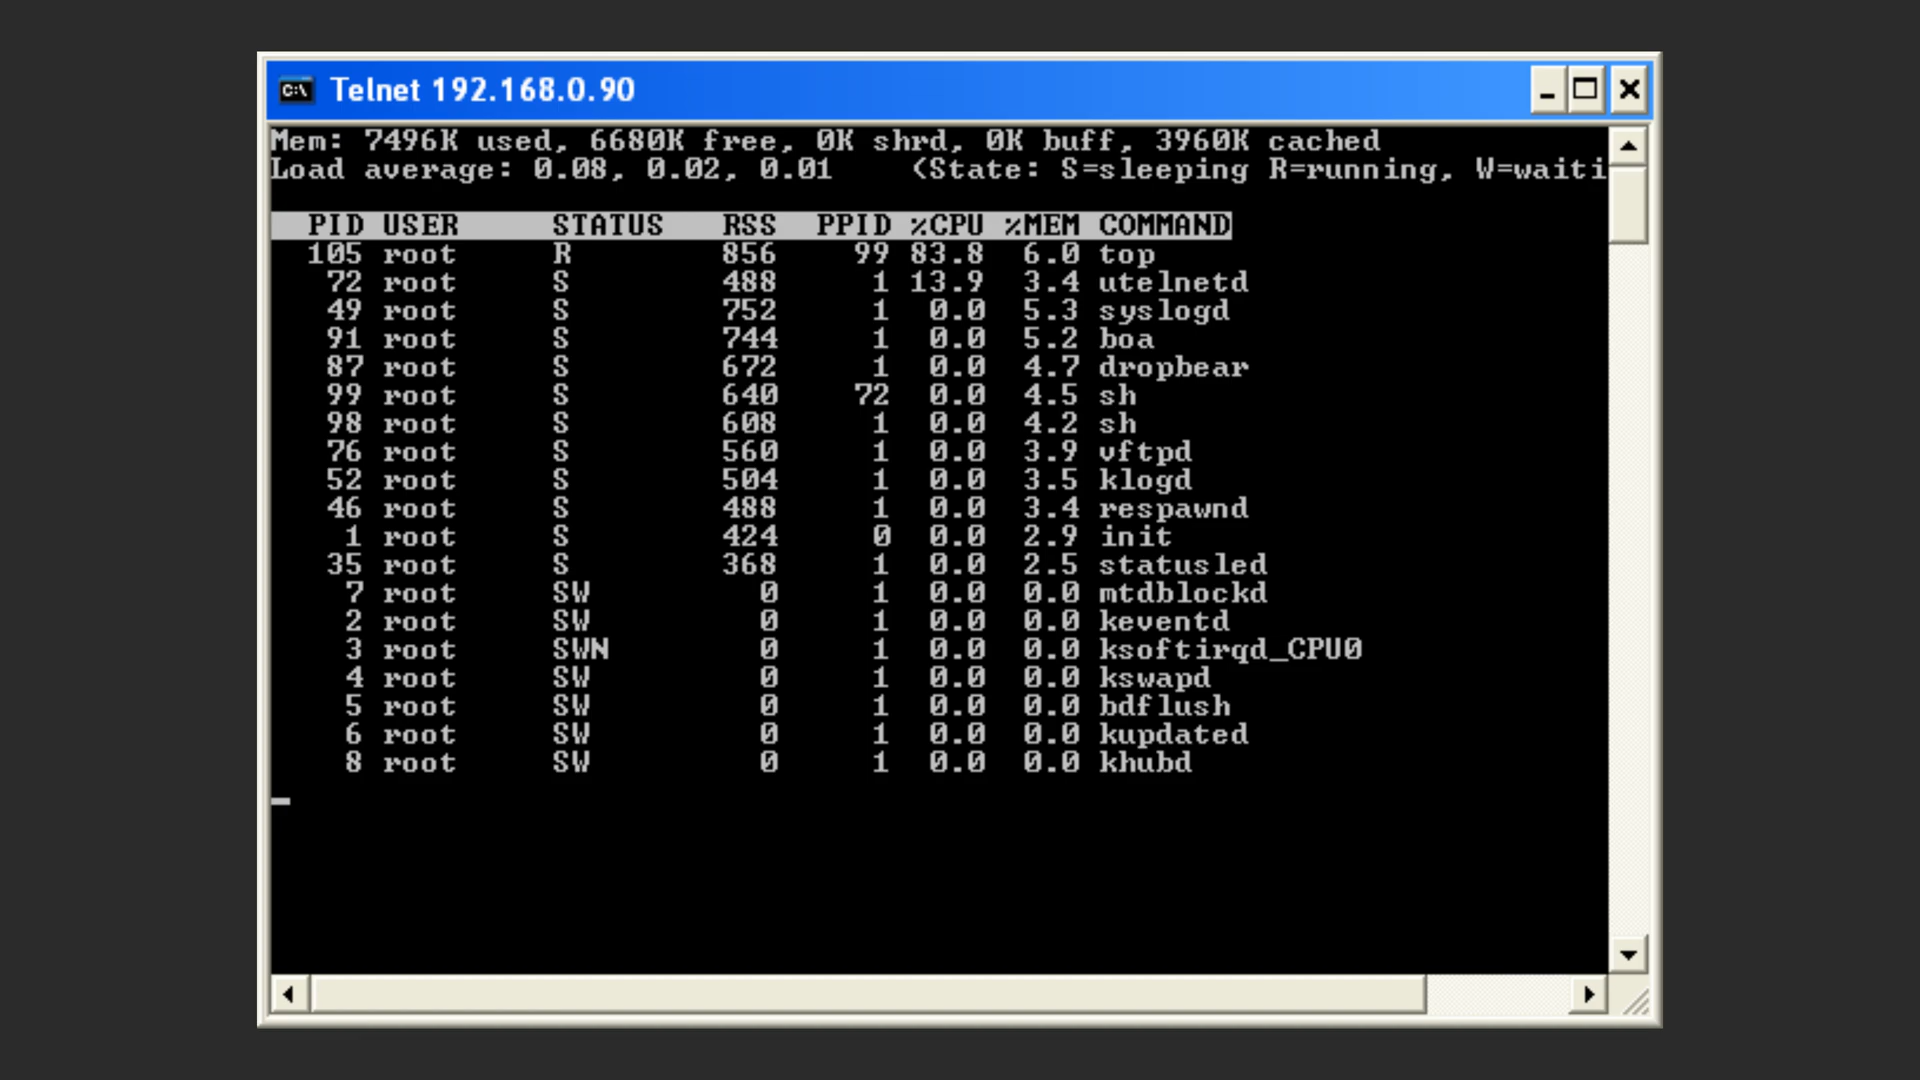 Telnet 192.168.0.90
Mem: 7496K used, 6680K free, 0K shrd, 0K buff, 3960K cached
Load average: 0.08, 0.02, 0.01    (State: S=sleeping R=running, W=waiti
  PID USER     STATUS   RSS  PPID %CPU %MEM COMMAND
  105 root     R        856    99 83.8  6.0 top
   72 root     S        488     1 13.9  3.4 utelnetd
   49 root     S        752     1  0.0  5.3 syslogd
   91 root     S        744     1  0.0  5.2 boa
   87 root     S        672     1  0.0  4.7 dropbear
   99 root     S        640    72  0.0  4.5 sh
   98 root     S        608     1  0.0  4.2 sh
   76 root     S        560     1  0.0  3.9 vftpd
   52 root     S        504     1  0.0  3.5 klogd
   46 root     S        488     1  0.0  3.4 respawnd
    1 root     S        424     0  0.0  2.9 init
   35 root     S        368     1  0.0  2.5 statusled
    7 root     SW         0     1  0.0  0.0 mtdblockd
    2 root     SW         0     1  0.0  0.0 keventd
    3 root     SWN        0     1  0.0  0.0 ksoftirqd_CPU0
    4 root     SW         0     1  0.0  0.0 kswapd
    5 root     SW         0     1  0.0  0.0 bdflush
    6 root     SW         0     1  0.0  0.0 kupdated
    8 root     SW         0     1  0.0  0.0 khubd